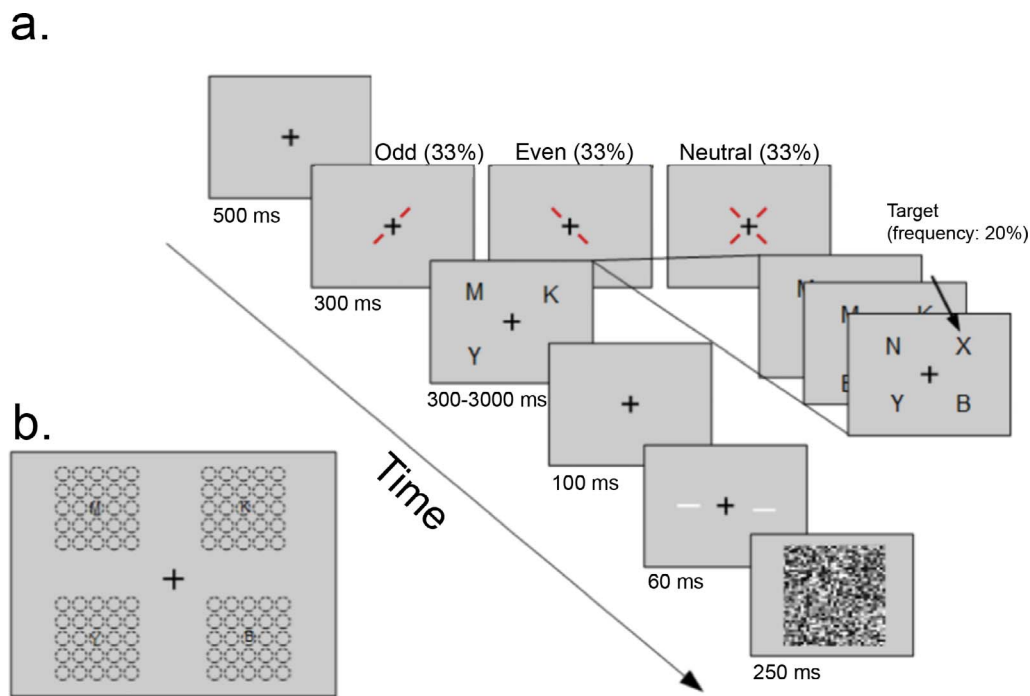 a.
Odd (33%)
Even (33%)
Neutral (33%)
500 ms
Target
(frequency: 20%)
300 ms
M K
Y
M
M K
N X
Y B
300-3000 ms
b.
Time
100 ms
M K
Y B
60 ms
250 ms